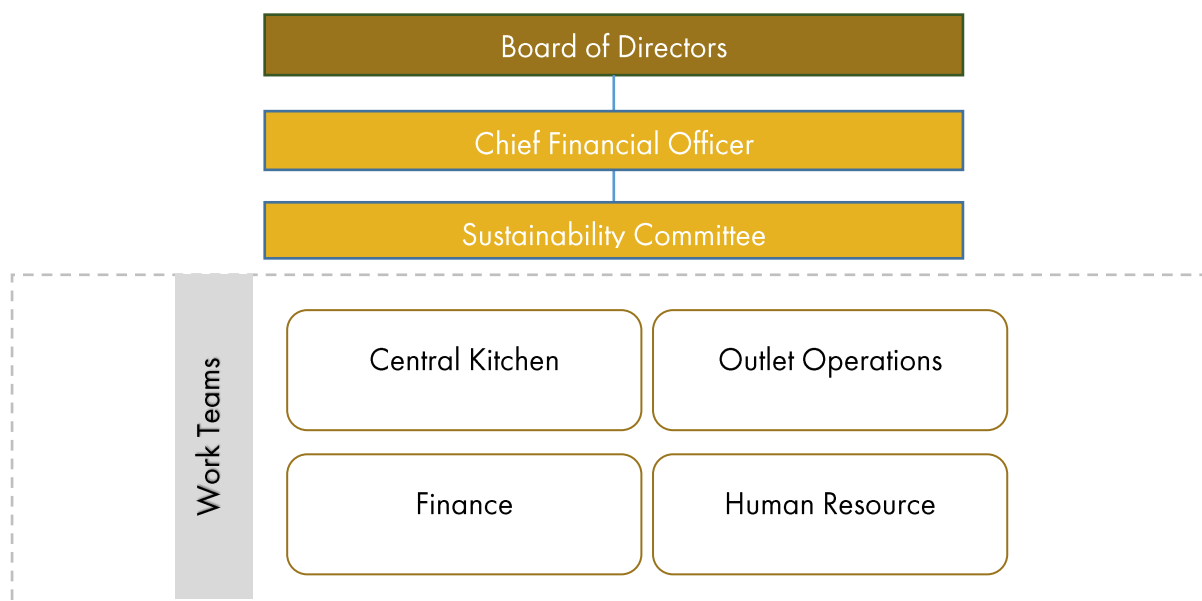 Board of Directors
Chief Financial Officer
Sustainability Committee
Work Teams
Central Kitchen
Outlet Operations
Finance
Human Resource